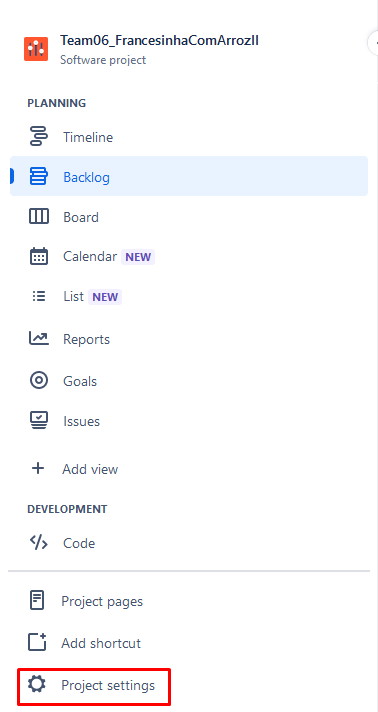 Team06_FrancesinhaComArrozII
Software project
PLANNING
Timeline
Backlog
Board
Calendar NEW
List NEW
Reports
Goals
Issues
Add view
DEVELOPMENT
Code
Project pages
Add shortcut
Project settings